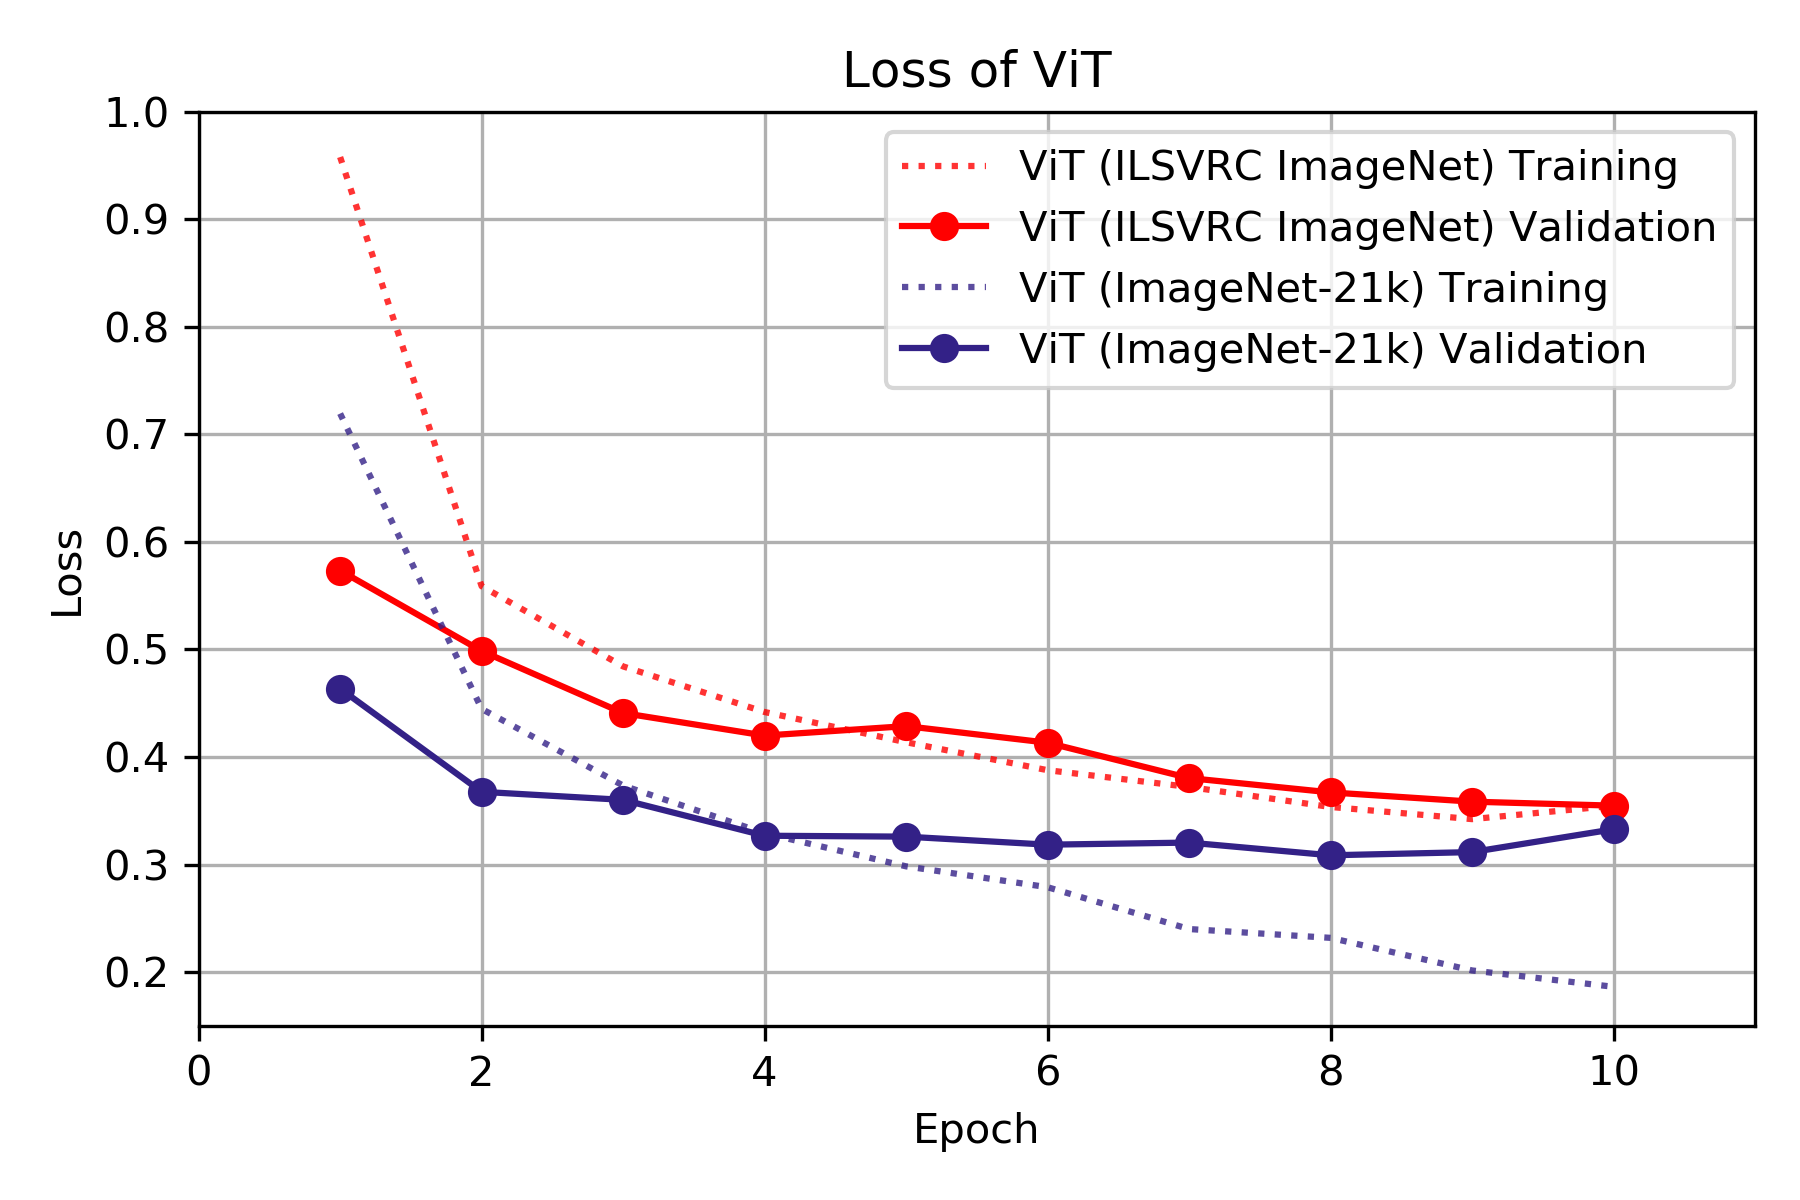 Loss of ViT
1.0
0.9
0.8
0.7
0.6
0.5
0.4
0.3
0.2
Loss
ViT (ILSVRC ImageNet) Training
ViT (ILSVRC ImageNet) Validation
ViT (ImageNet-21k) Training
ViT (ImageNet-21k) Validation
0 2 4 6 8 10
Epoch